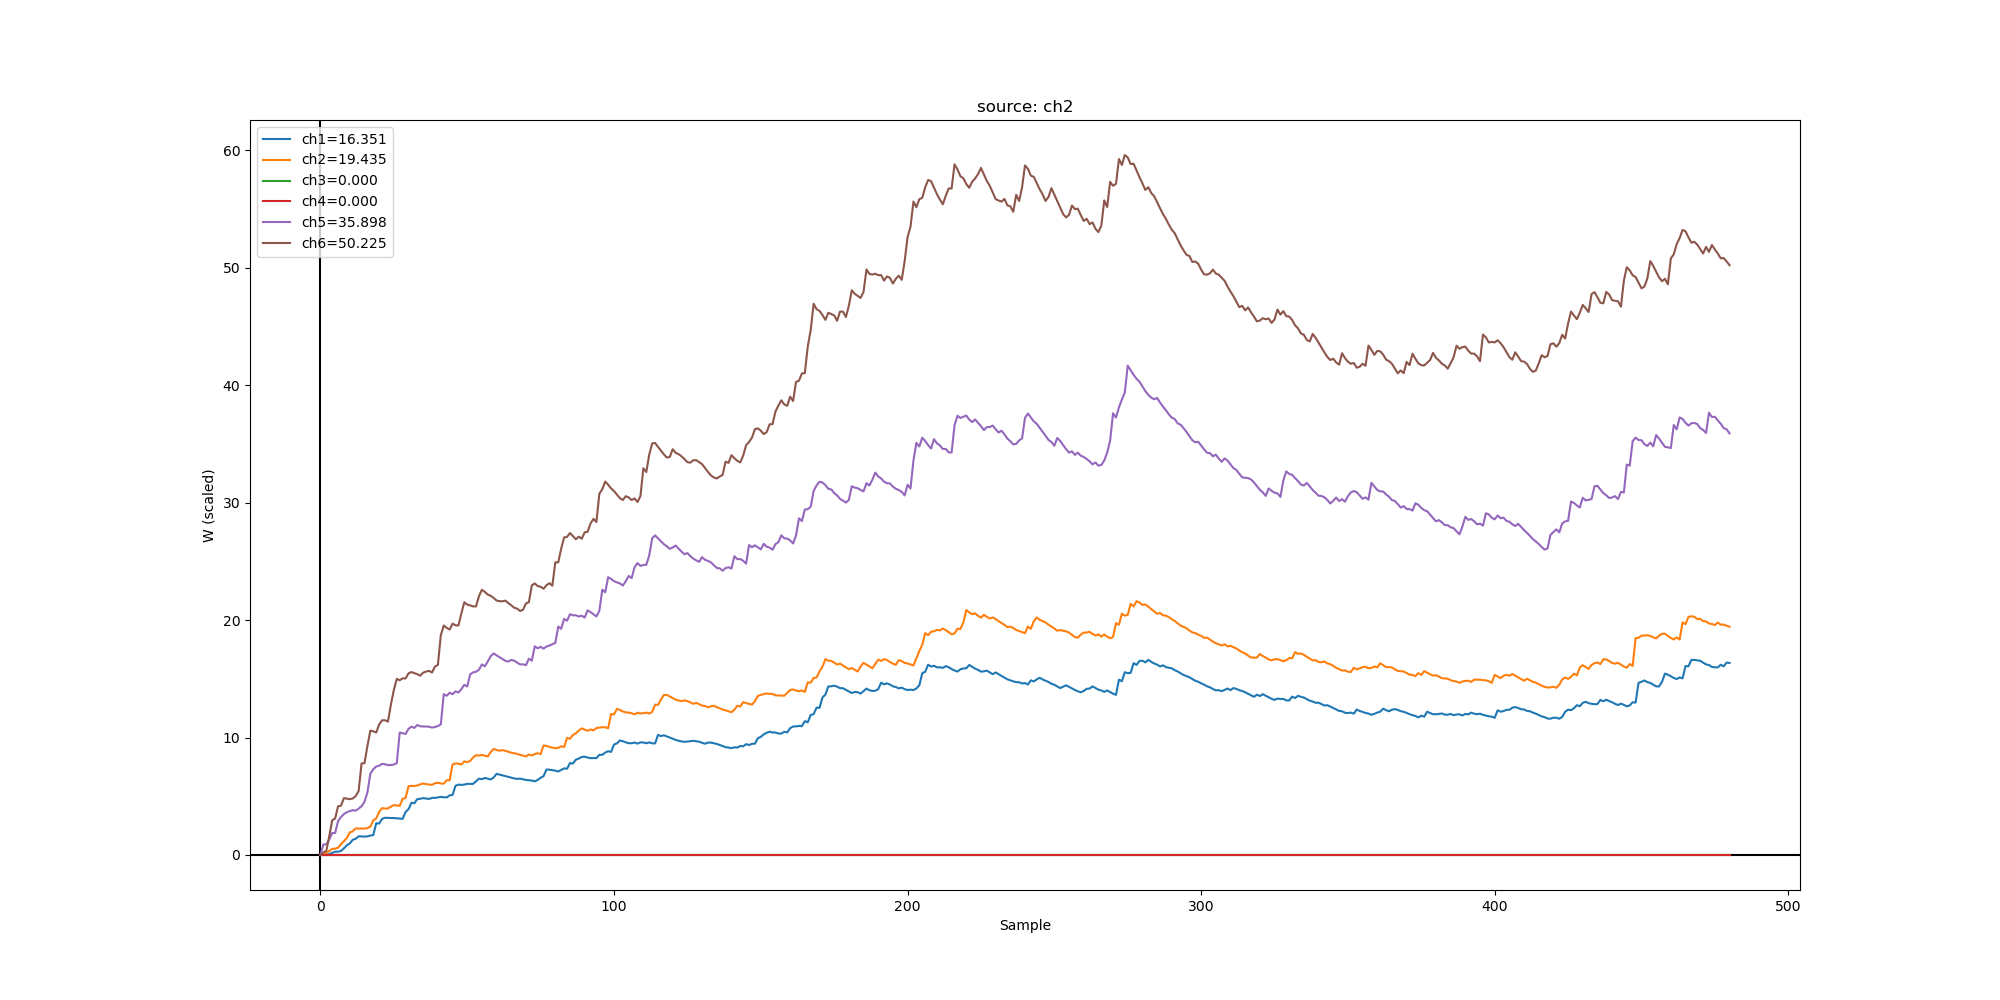 source: ch2
ch1=16.351
ch2=19.435
ch3=0.000
ch4=0.000
ch5=35.898
ch6=50.225
60
50
40
30
20
10
0
W (scaled)
0 100 200 300 400 500
Sample